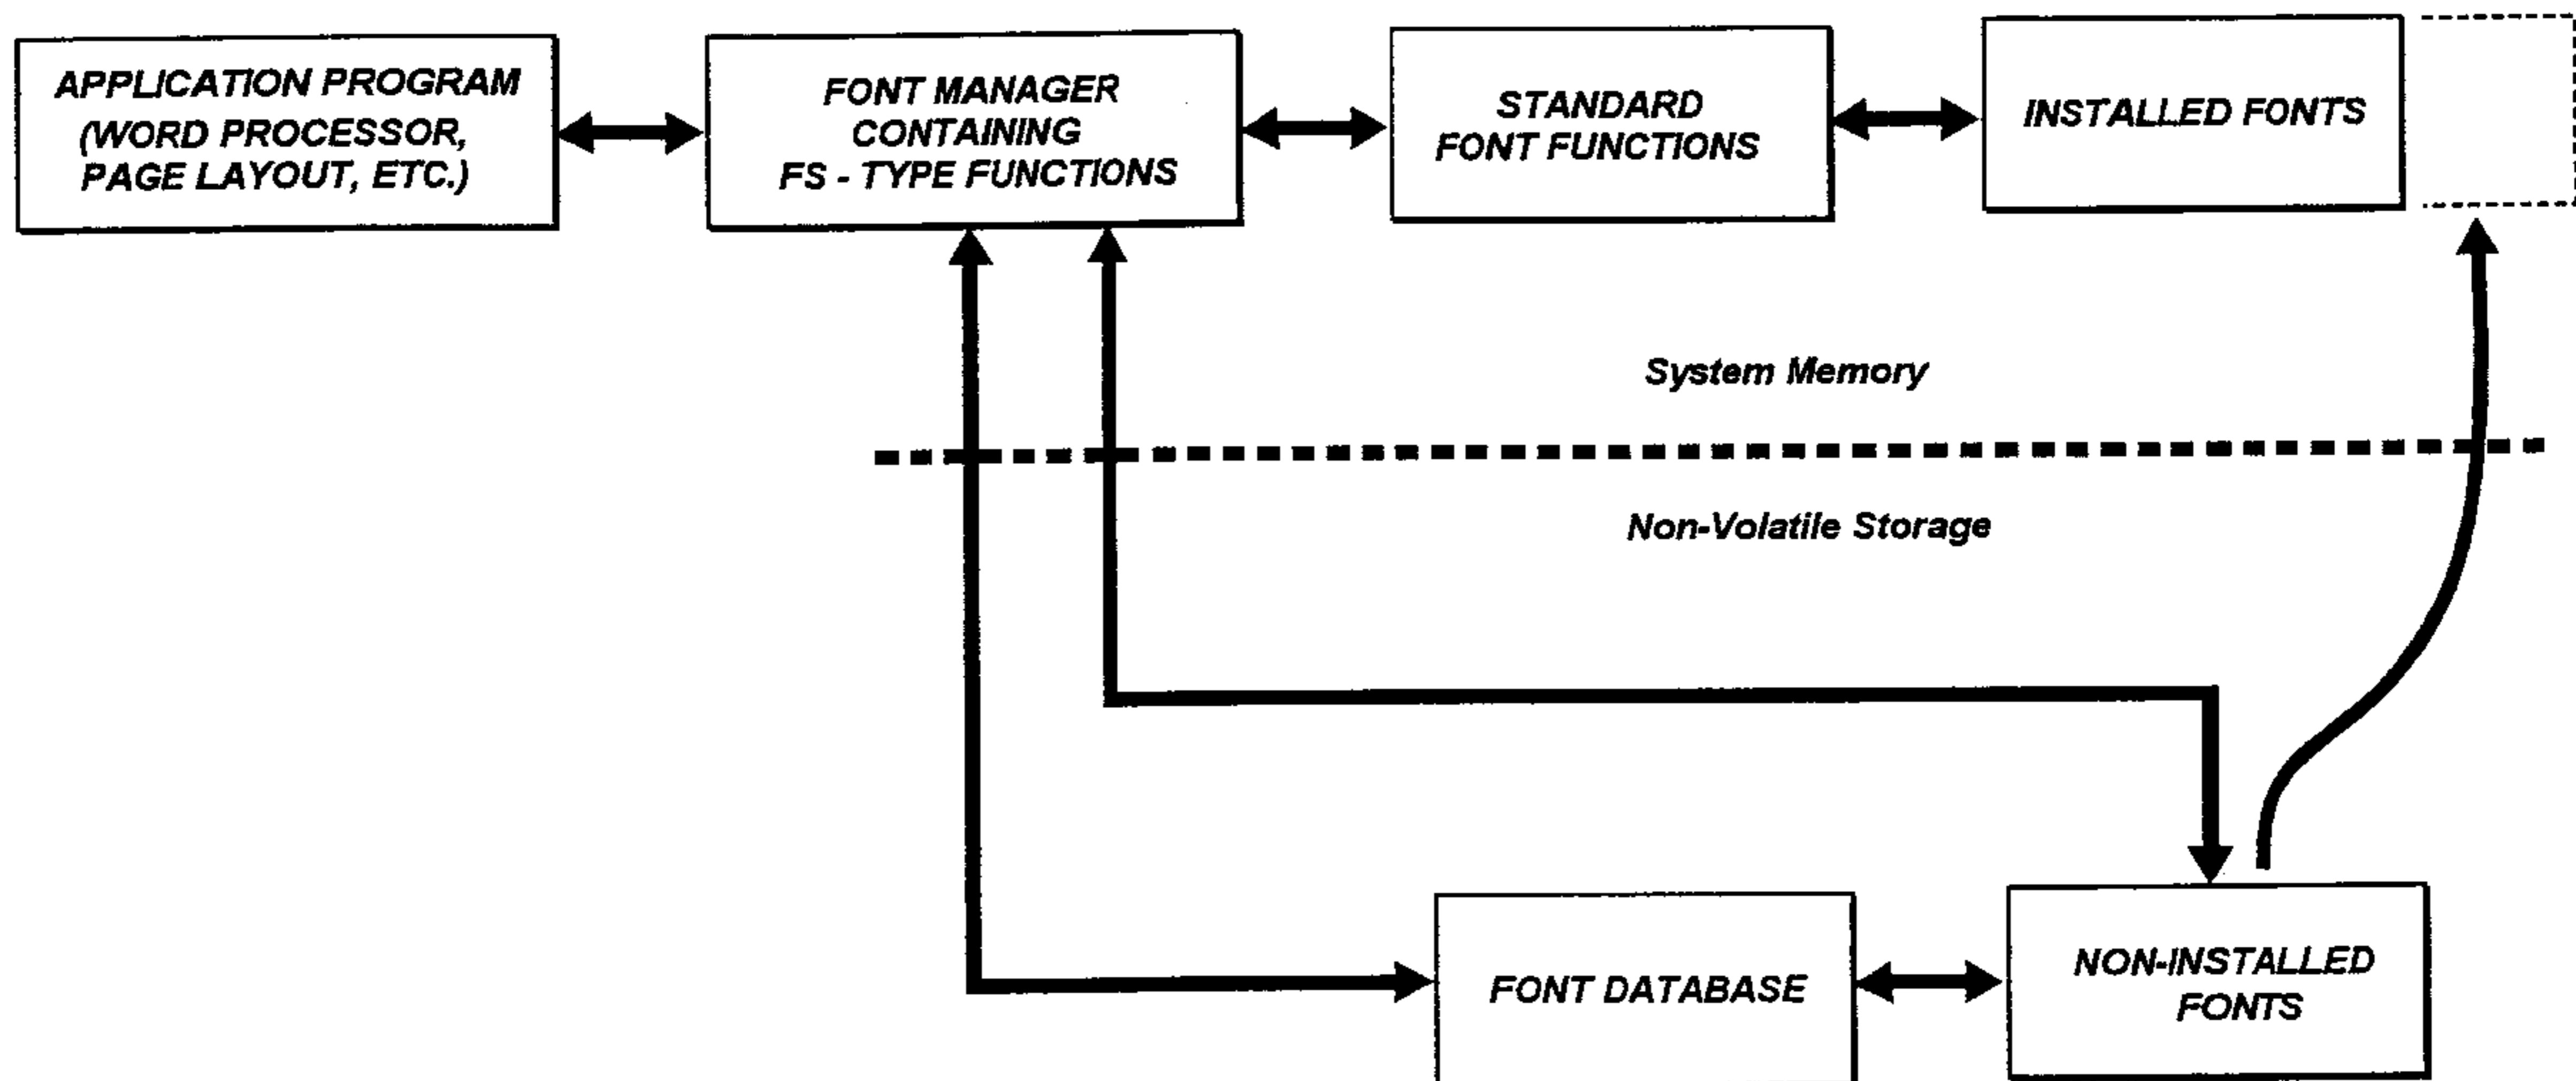 APPLICATION PROGRAM
(WORD PROCESSOR,
PAGE LAYOUT, ETC.)
FONT MANAGER
CONTAINING
FS - TYPE FUNCTIONS
STANDARD
FONT FUNCTIONS
INSTALLED FONTS
System Memory
Non-Volatile Storage
FONT DATABASE
NON-INSTALLED
FONTS